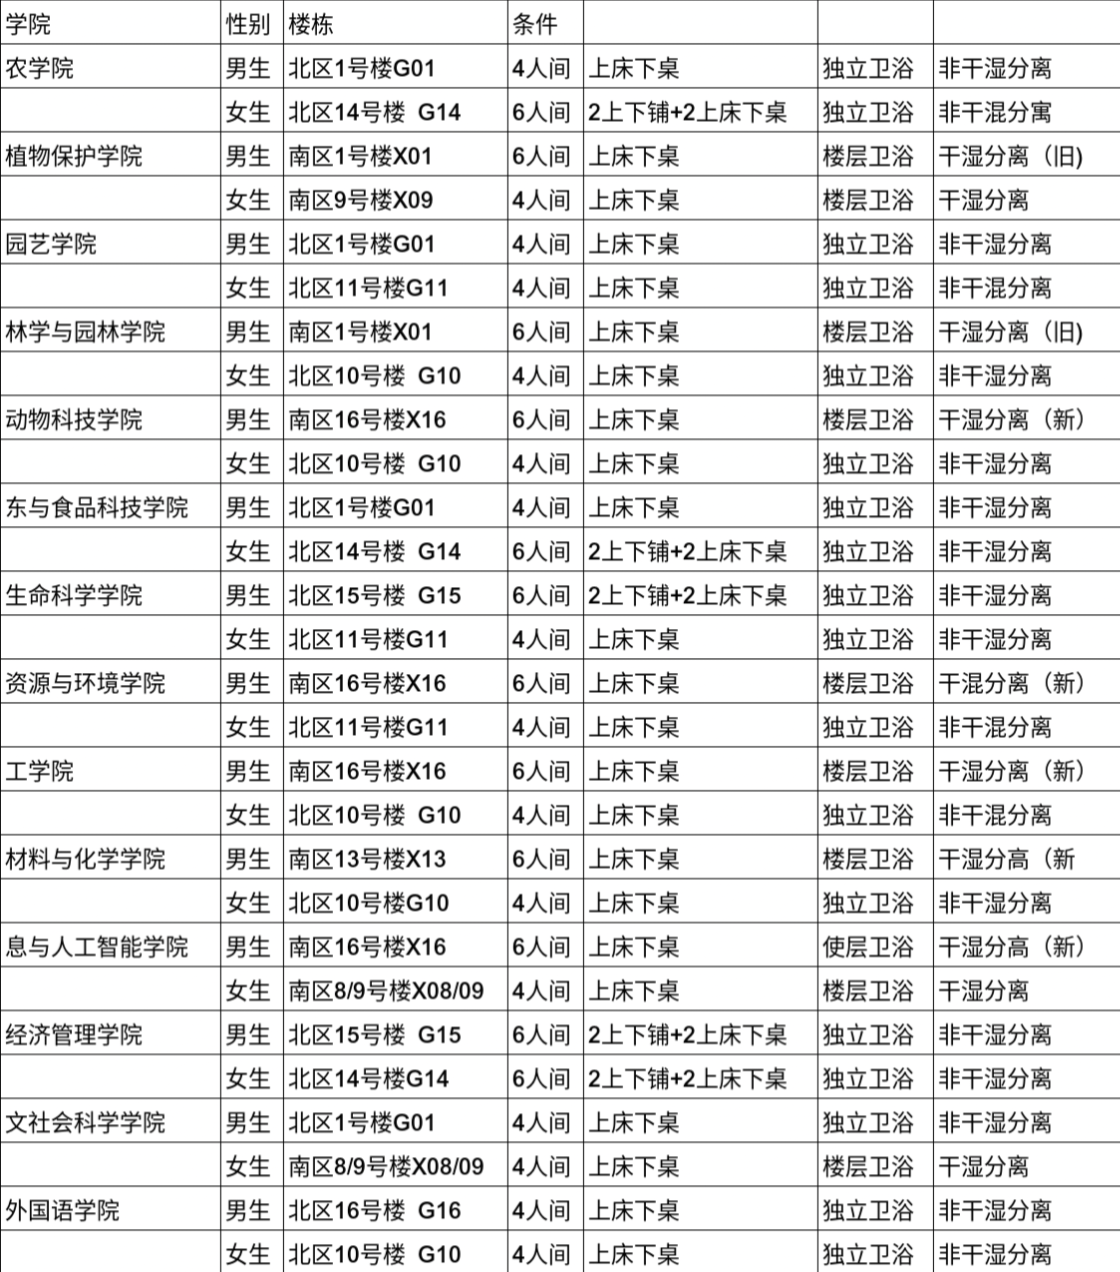 学院 性别 楼栋 条件
农学院 男生 北区1号楼G01 4人间 上床下桌 独立卫浴 非干湿分离
女生 北区14号楼 G14 6人间 2上下铺+2上床下桌 独立卫浴 非干混分寓
植物保护学院 男生 南区1号楼X01 6人间 上床下桌 楼层卫浴 干湿分离（旧)
女生 南区9号楼X09 4人间 上床下桌 楼层卫浴 干湿分离
园艺学院 男生 北区1号楼G01 4人间 上床下桌 独立卫浴 非干湿分离
女生 北区11号楼G11 4人间 上床下桌 独立卫浴 非干混分离
林学与园林学院 男生 南区1号楼X01 6人间 上床下桌 楼层卫浴 干湿分离（旧)
女生 北区10号楼 G10 4人间 上床下桌 独立卫浴 非干湿分离
动物科技学院 男生 南区16号楼X16 6人间 上床下桌 楼层卫浴 干湿分离（新）
女生 北区10号楼 G10 4人间 上床下桌 独立卫浴 非干湿分离
东与食品科技学院 男生 北区1号楼G01 4人间 上床下桌 独立卫浴 非干湿分离
女生 北区14号楼 G14 6人间 2上下铺+2上床下桌 独立卫浴 非干湿分离
生命科学学院 男生 北区15号楼 G15 6人间 2上下铺+2上床下桌 独立卫浴 非干湿分离
女生 北区11号楼G11 4人间 上床下桌 独立卫浴 非干湿分离
资源与环境学院 男生 南区16号楼X16 6人间 上床下桌 楼层卫浴 干混分离（新）
女生 北区11号楼G11 4人间 上床下桌 独立卫浴 非干混分离
工学院 男生 南区16号楼X16 6人间 上床下桌 楼层卫浴 干湿分离（新）
女生 北区10号楼 G10 4人间 上床下桌 独立卫浴 非干混分离
材料与化学学院 男生 南区13号楼X13 6人间 上床下桌 楼层卫浴 干湿分高（新
女生 北区10号楼G10 4人间 上床下桌 独立卫浴 非干湿分离
息与人工智能学院 男生 南区16号楼X16 6人间 上床下桌 使层卫浴 干湿分高（新）
女生 南区8/9号楼X08/09 4人间 上床下桌 楼层卫浴 干湿分离
经济管理学院 男生 北区15号楼 G15 6人间 2上下铺+2上床下桌 独立卫浴 非干湿分离
女生 北区14号楼G14 6人间 2上下铺+2上床下桌 独立卫浴 非干湿分离
文社会科学学院 男生 北区1号楼G01 4人间 上床下桌 独立卫浴 非干湿分离
女生 南区8/9号楼X08/09 4人间 上床下桌 楼层卫浴 干湿分离
外国语学院 男生 北区16号楼 G16 4人间 上床下桌 独立卫浴 非干湿分离
女生 北区10号楼 G10 4人间 上床下桌 独立卫浴 非干湿分离